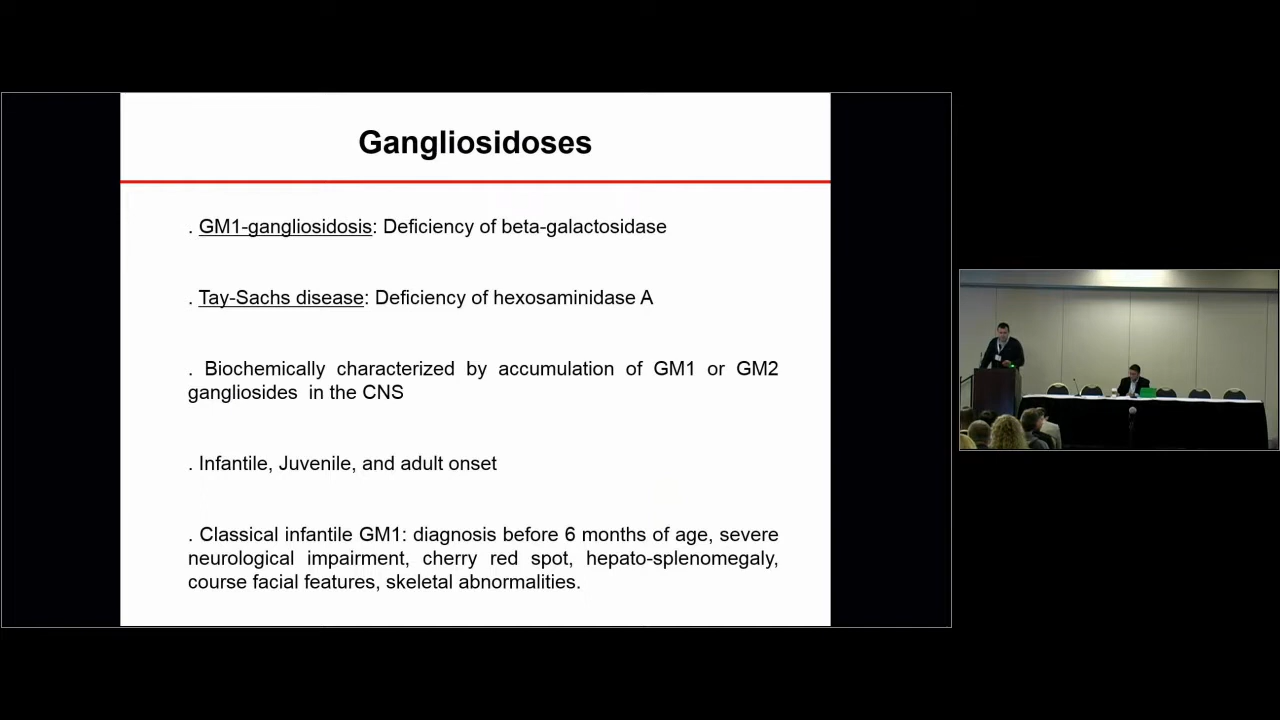 Gangliosidoses
. GM1-gangliosidosis: Deficiency of beta-galactosidase
. Tay-Sachs disease: Deficiency of hexosaminidase A
. Biochemically characterized by accumulation of GM1 or GM2
gangliosides in the CNS
. Infantile, Juvenile, and adult onset
. Classical infantile GM1: diagnosis before 6 months of age, severe
neurological impairment, cherry red spot, hepato-splenomegaly,
course facial features, skeletal abnormalities.